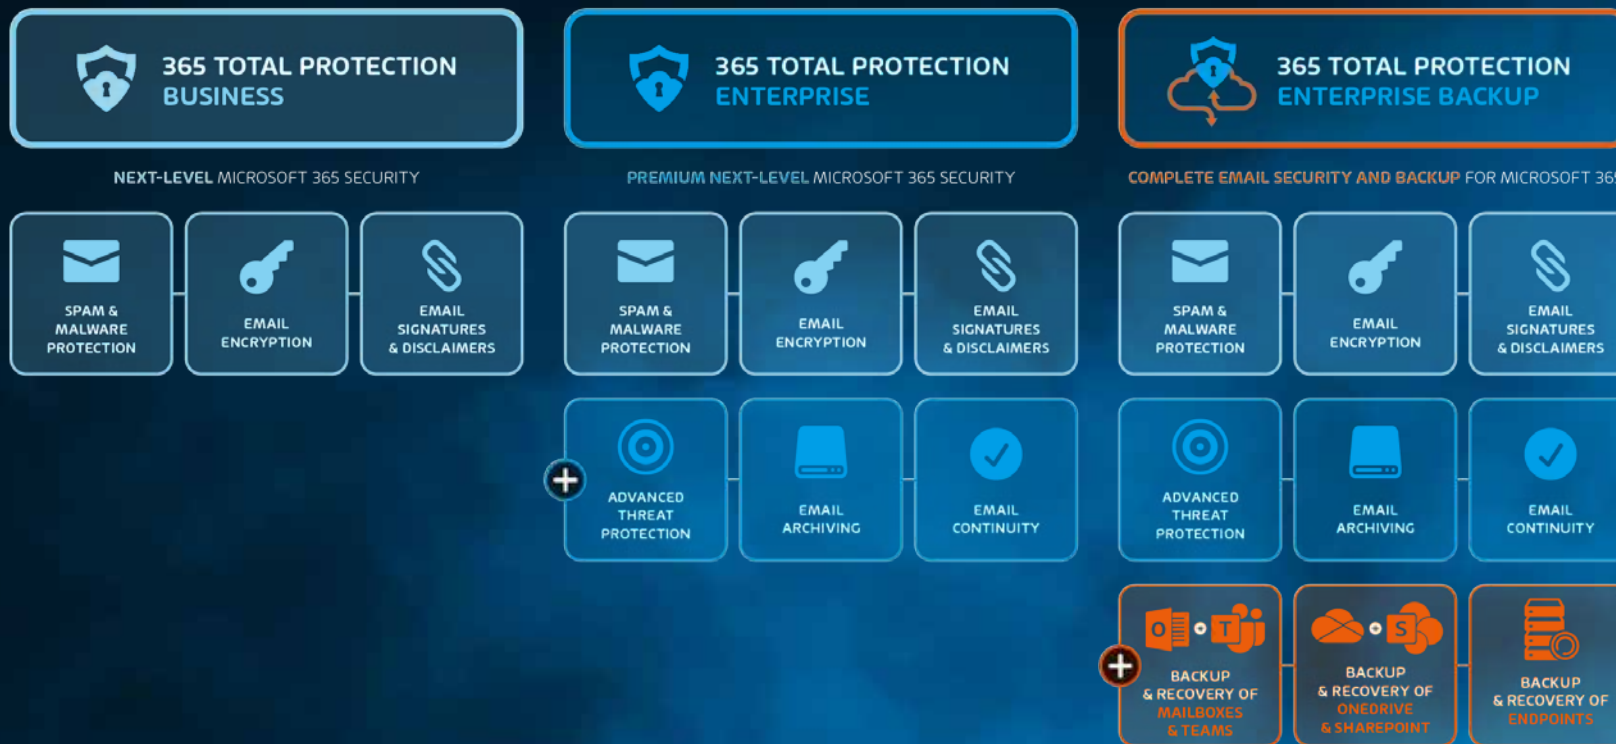 365 TOTAL PROTECTION
BUSINESS
NEXT-LEVEL MICROSOFT 365 SECURITY
SPAM &
MALWARE
PROTECTION
EMAIL
ENCRYPTION
EMAIL
SIGNATURES
& DISCLAIMERS
365 TOTAL PROTECTION
ENTERPRISE
PREMIUM NEXT-LEVEL MICROSOFT 365 SECURITY
SPAM &
MALWARE
PROTECTION
EMAIL
ENCRYPTION
EMAIL
SIGNATURES
& DISCLAIMERS
+
ADVANCED
THREAT
PROTECTION
EMAIL
ARCHIVING
EMAIL
CONTINUITY
365 TOTAL PROTECTION
ENTERPRISE BACKUP
COMPLETE EMAIL SECURITY AND BACKUP FOR MICROSOFT 365
SPAM &
MALWARE
PROTECTION
EMAIL
ENCRYPTION
EMAIL
SIGNATURES
& DISCLAIMERS
ADVANCED
THREAT
PROTECTION
EMAIL
ARCHIVING
EMAIL
CONTINUITY
+
O + T
BACKUP
& RECOVERY OF
MAILBOXES
& TEAMS
+ S
BACKUP
& RECOVERY OF
ONEDRIVE
& SHAREPOINT
BACKUP
& RECOVERY OF
ENDPOINTS